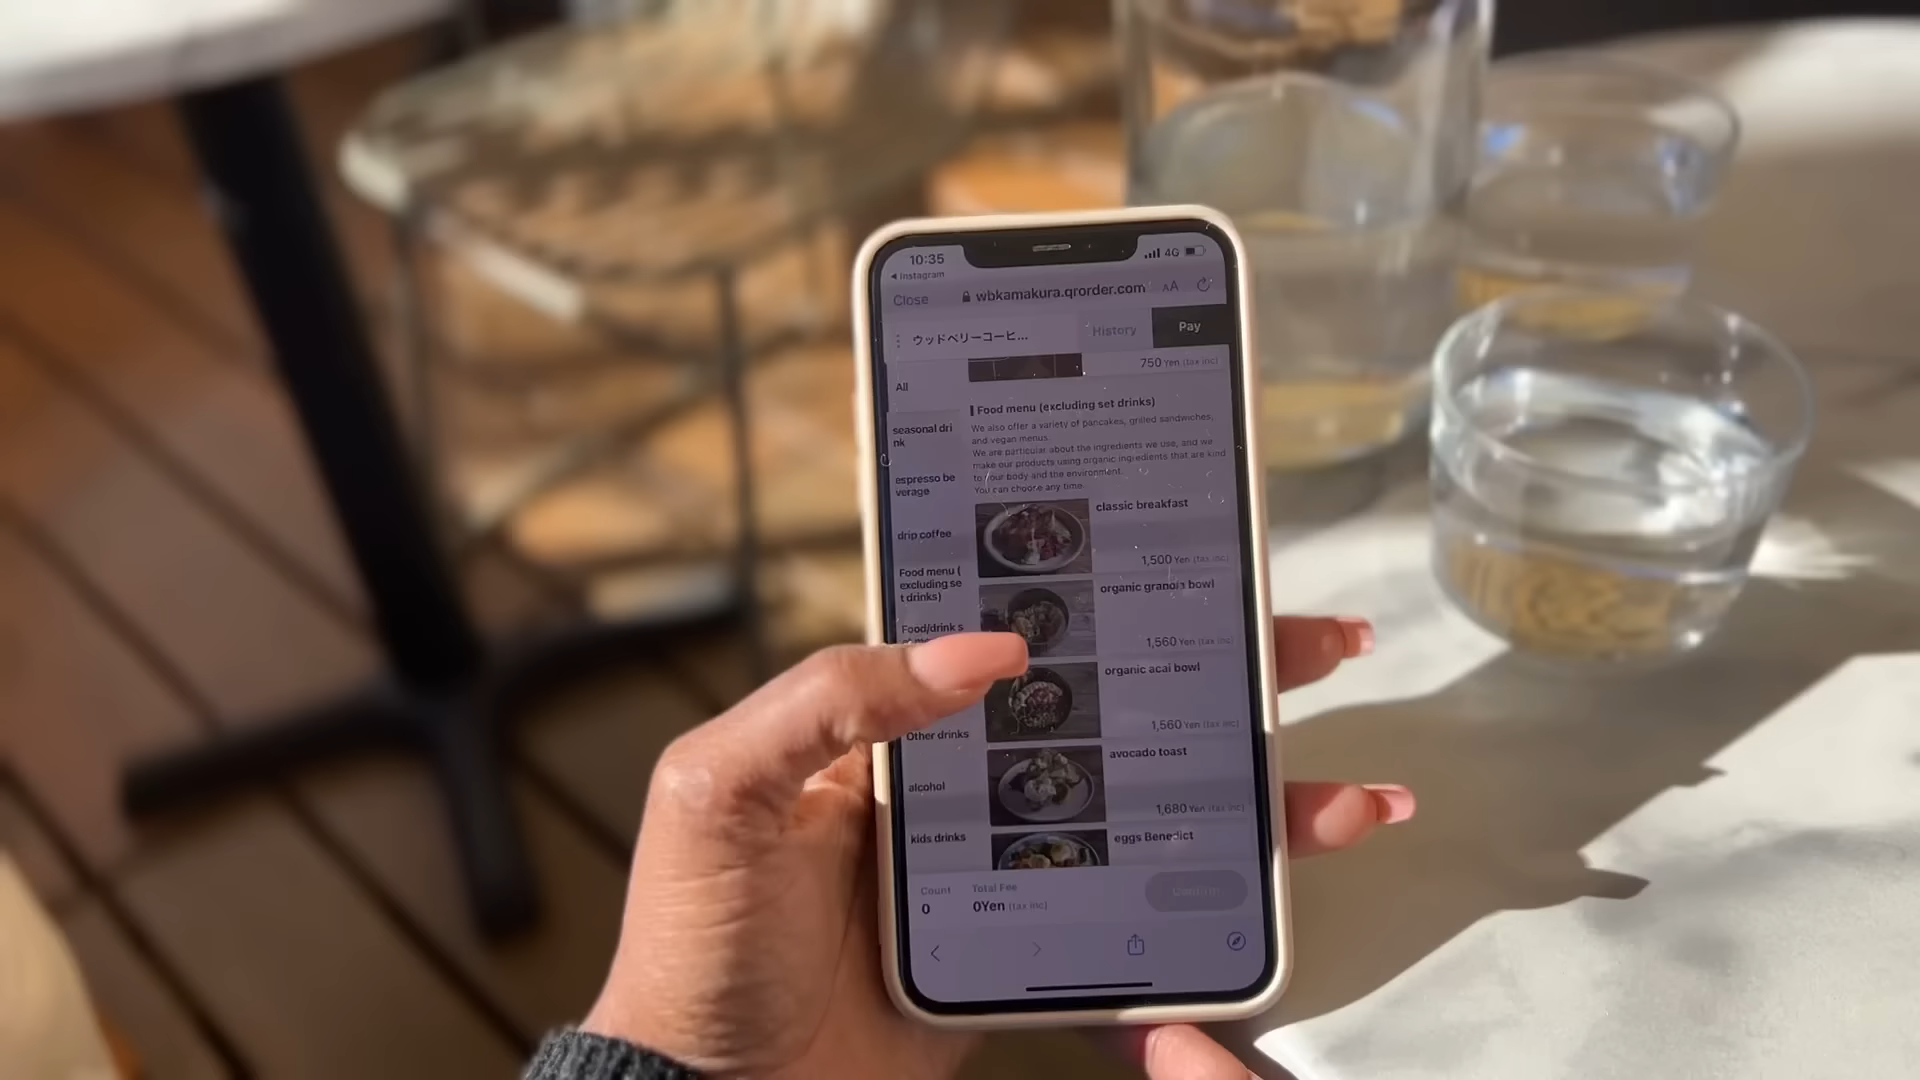 10:35
4G
Instagram
Close
wbkamakura.qrorder.com
AA
ウッドベリーコーヒ...
History
Pay
750 Yen (tax inc)
All
seasonal dri
nk
espresso be
verage
drip coffee
Food menu (
excluding se
t drinks)
Food/drink s
Other drinks
alcohol
kids drinks
Food menu (excluding set drinks)
We also offer a variety of pancakes, grilled sandwiches,
and vegan menus.
We are particular about the ingredients we use, and we
make our products using organic ingredients that are kind
to your body and the environment.
You can choose any time
classic breakfast
1,500 Yen (tax inc)
organic granola bowl
1,560 Yen (tax inc)
organic acai bowl
1,560 Yen (tax inc)
avocado toast
1,680 Yen (tax inc)
eggs Benedict
Count
0
Total Fee
0Yen (tax inc)
Confirm